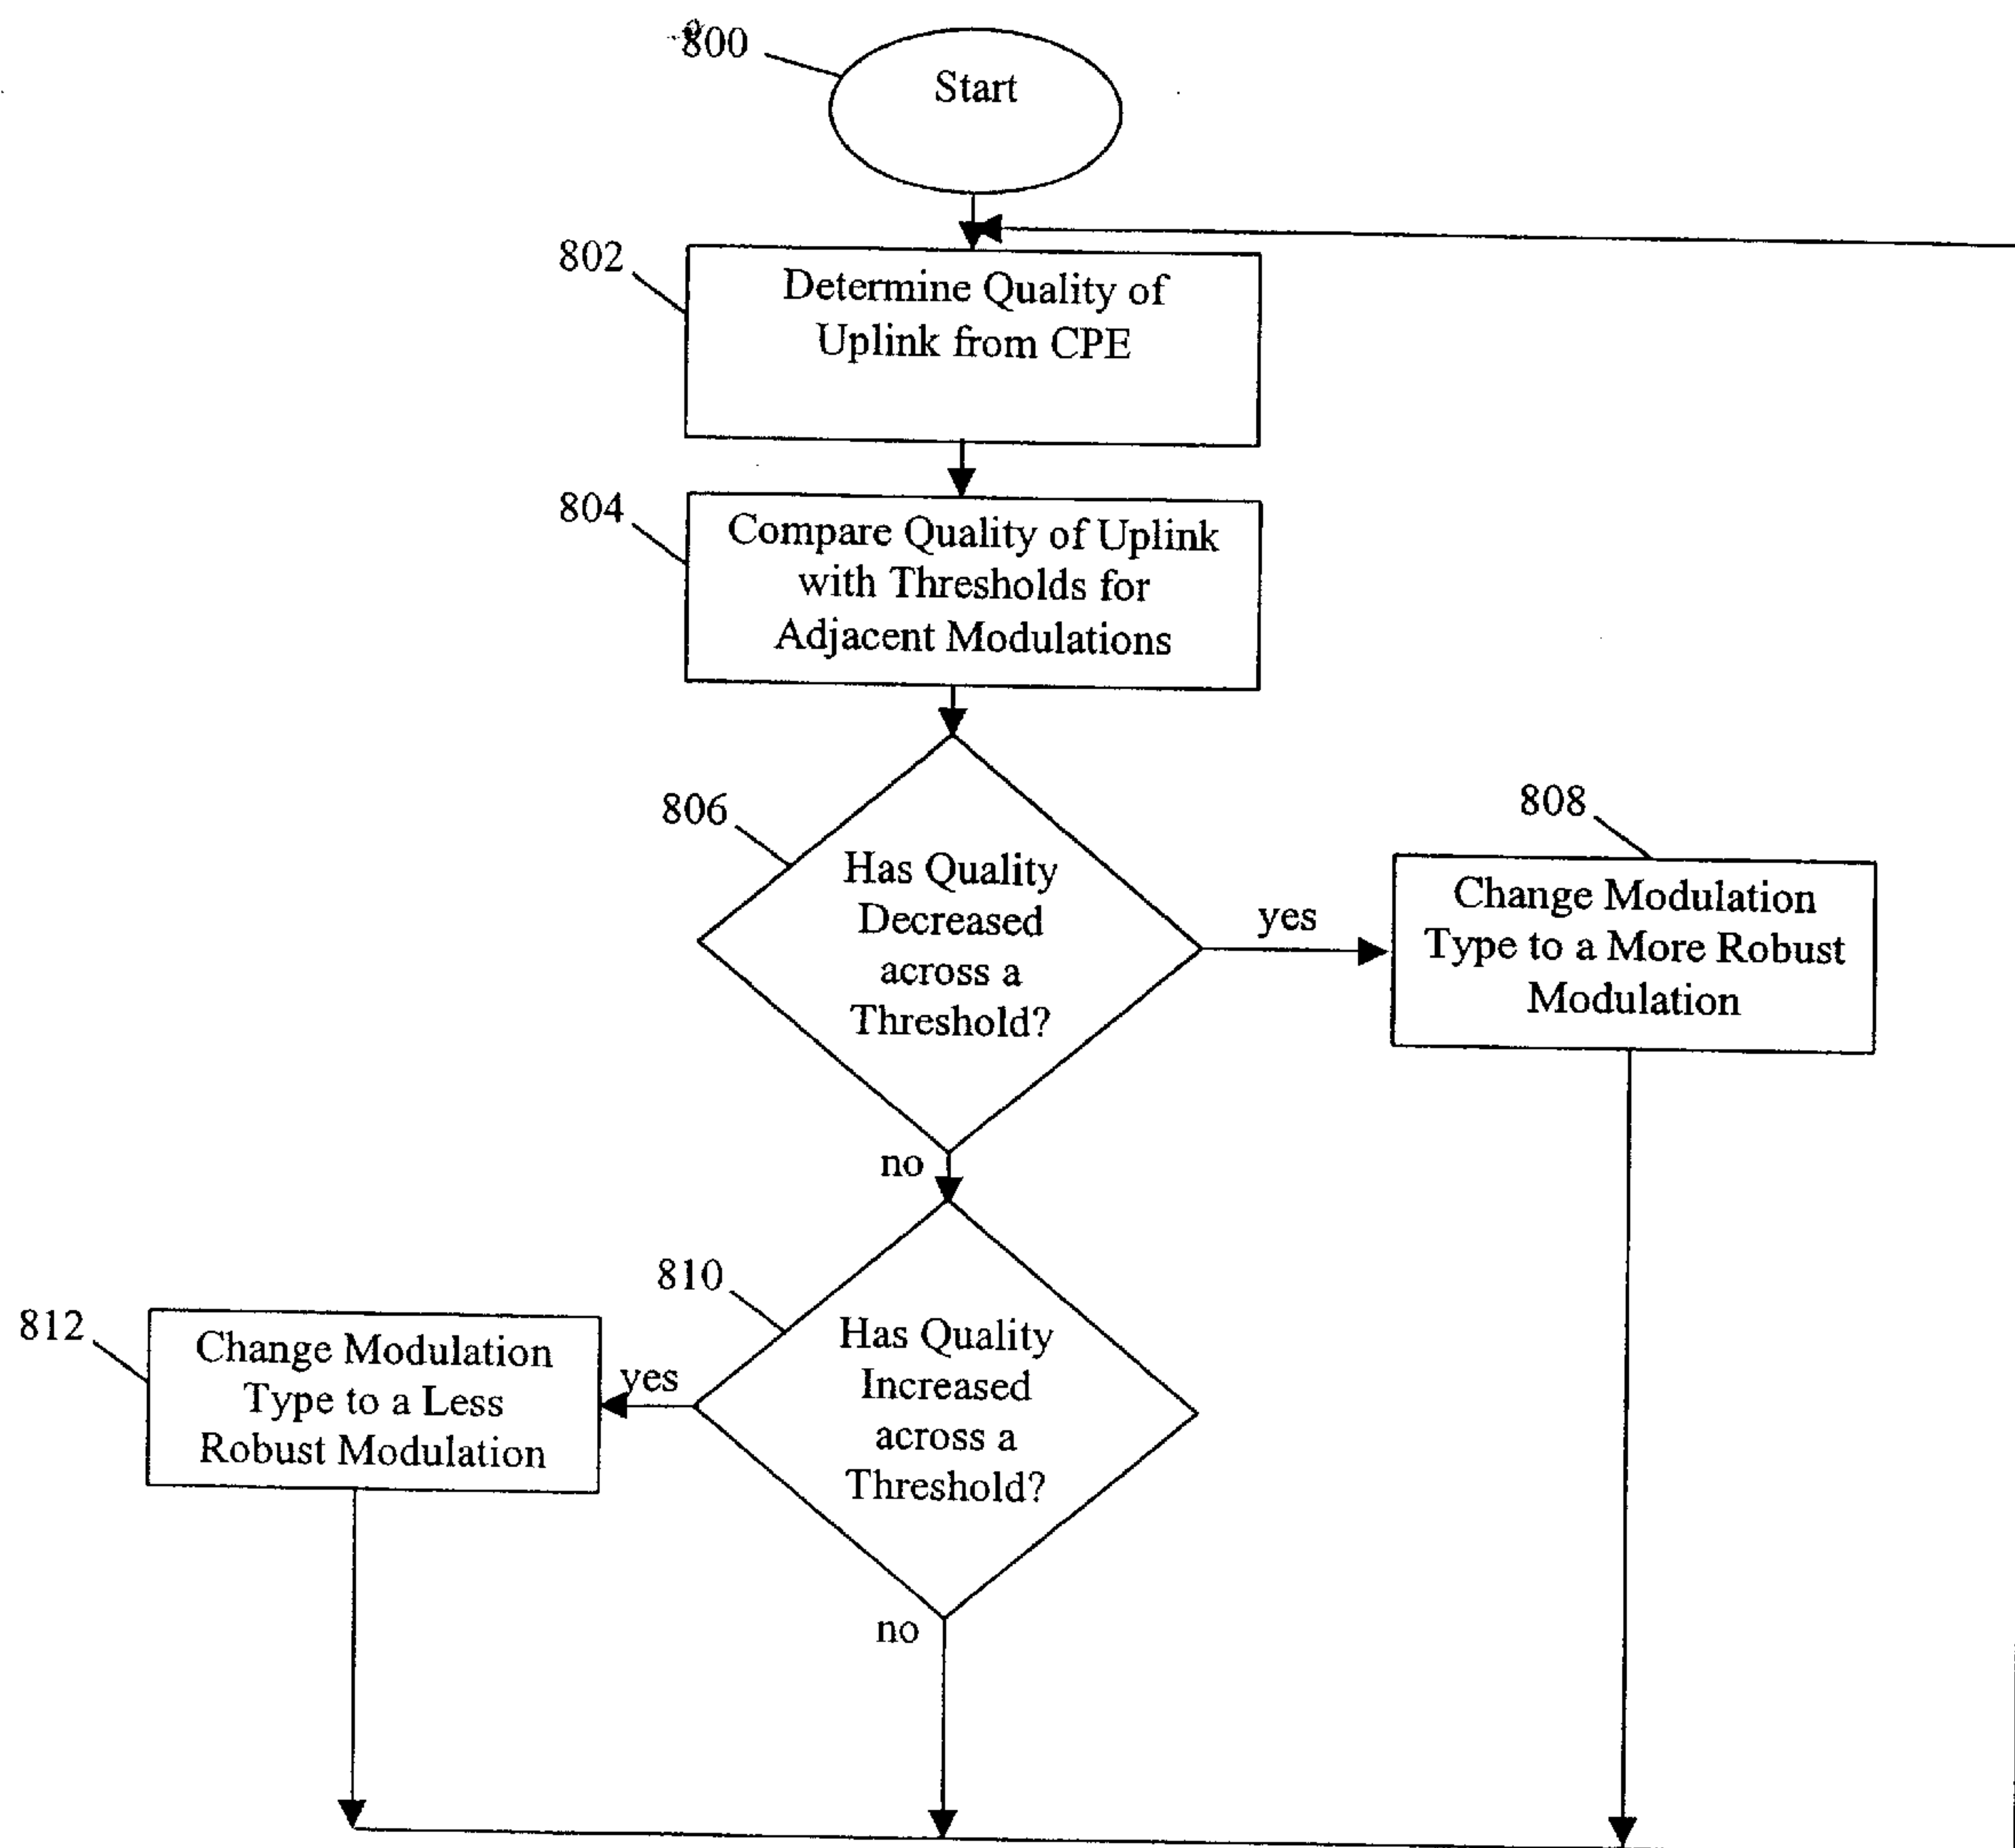 800
Start
802
Determine Quality of
Uplink from CPE
804
Compare Quality of Uplink
with Thresholds for
Adjacent Modulations
806
Has Quality
Decreased
across a
Threshold?
yes
808
Change Modulation
Type to a More Robust
Modulation
no
810
Has Quality
Increased
across a
Threshold?
yes
812
Change Modulation
Type to a Less
Robust Modulation
no